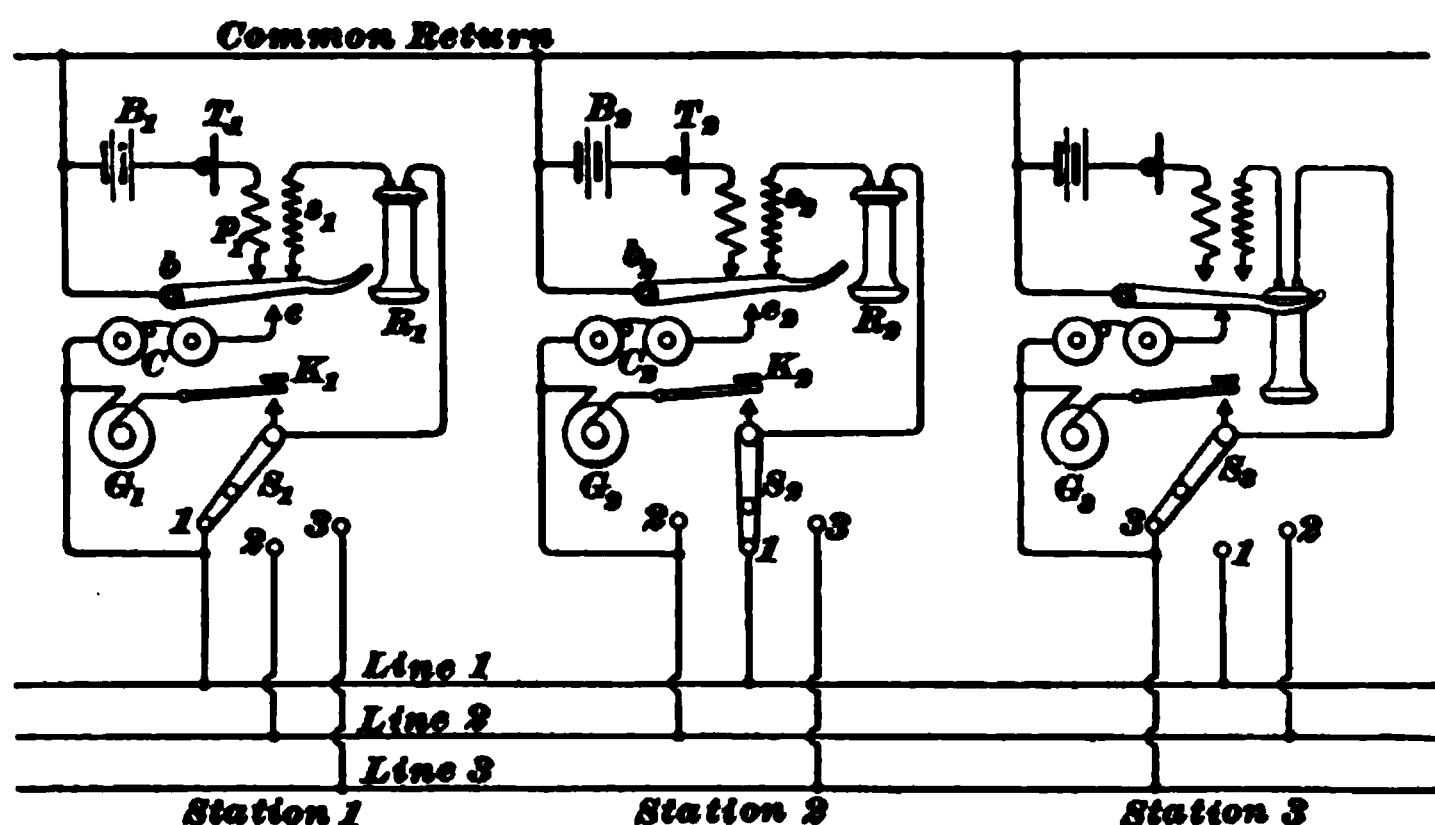 Common Return
B1 T1 B2 T2
P1 s1 s2
b b2
c R1 c2 R2
C K1 C2 K2
G1 S1 G2 S2 G3 S3
1 2 3 2 1 3 3 1 2
Line 1
Line 2
Line 3
Station 1 Station 2 Station 3